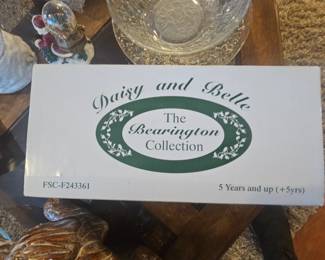 Daisy and Belle
The
Bearington
Collection
FSC-F243361
5 Years and up (+5yrs)